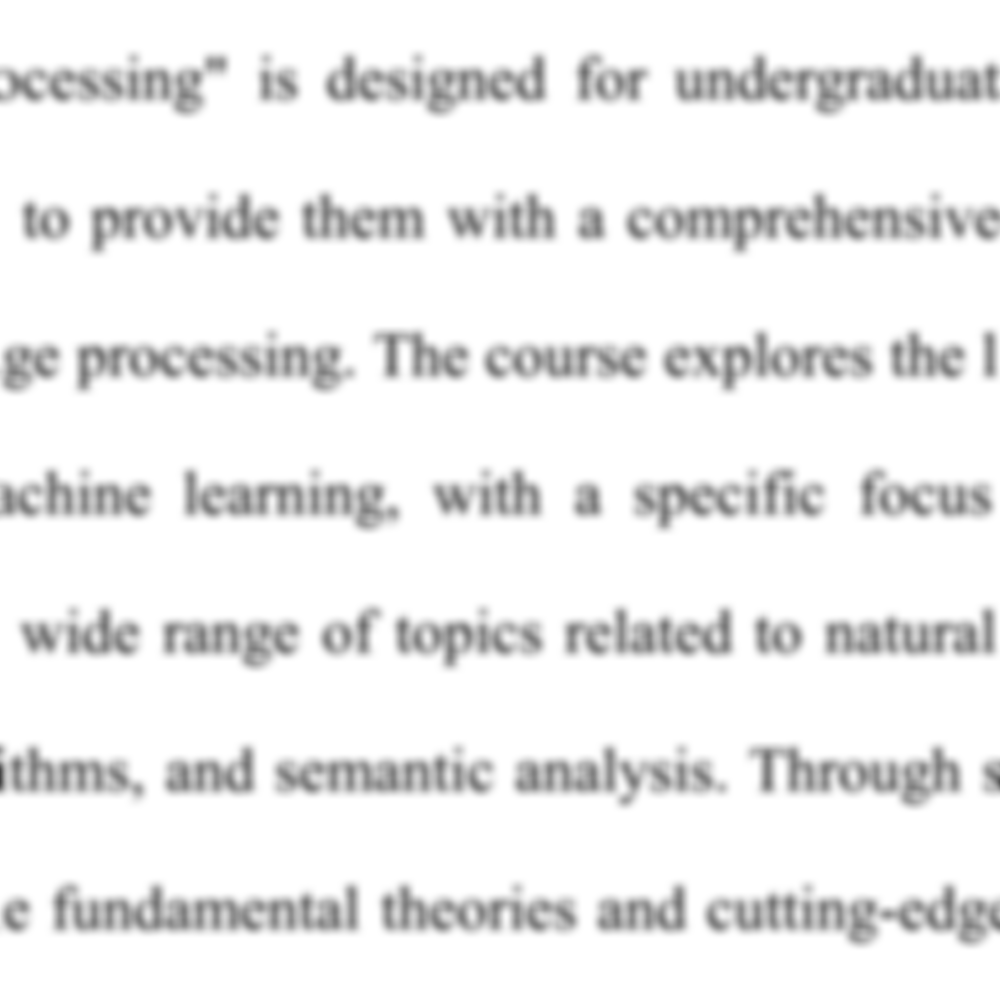 ocessing" is designed for undergraduat
to provide them with a comprehensive
ge processing. The course explores the l
achine learning, with a specific focus
wide range of topics related to natural
ithms, and semantic analysis. Through s
e fundamental theories and cutting-edge